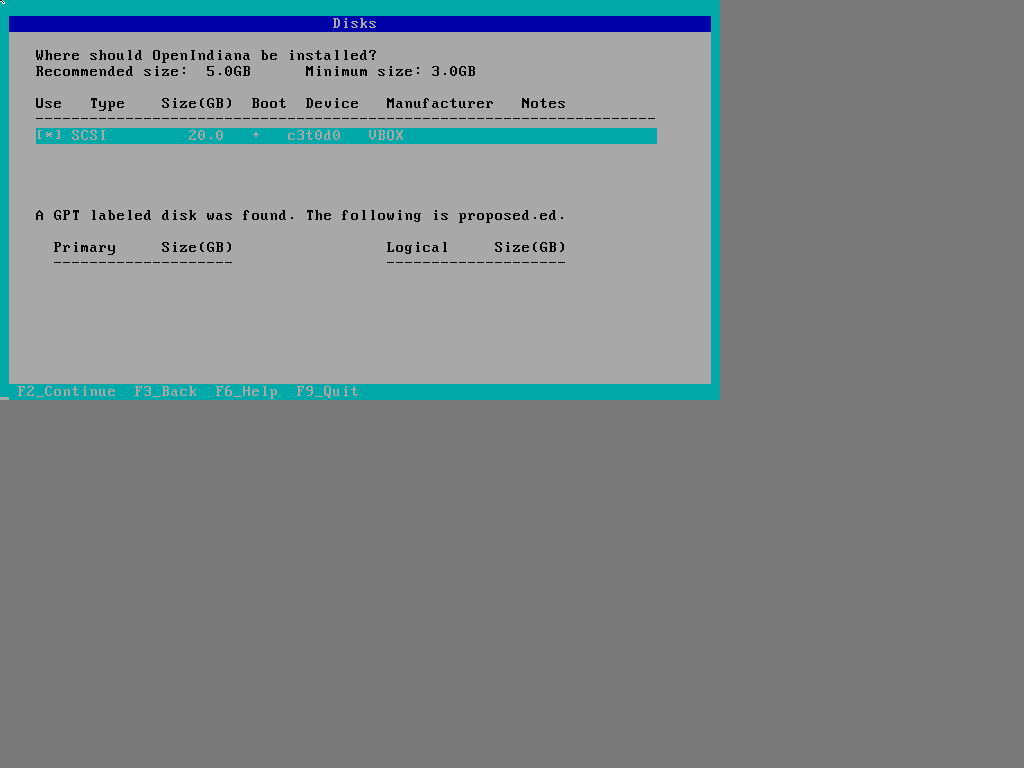 Disks
Where should OpenIndiana be installed?
Recommended size:  5.0GB      Minimum size: 3.0GB
Use   Type    Size(GB)  Boot  Device   Manufacturer   Notes
[*] SCSI         20.0   +   c3t0d0   VBOX
A GPT labeled disk was found. The following is proposed.ed.
Primary     Size(GB)                 Logical     Size(GB)
F2_Continue  F3_Back  F6_Help  F9_Quit